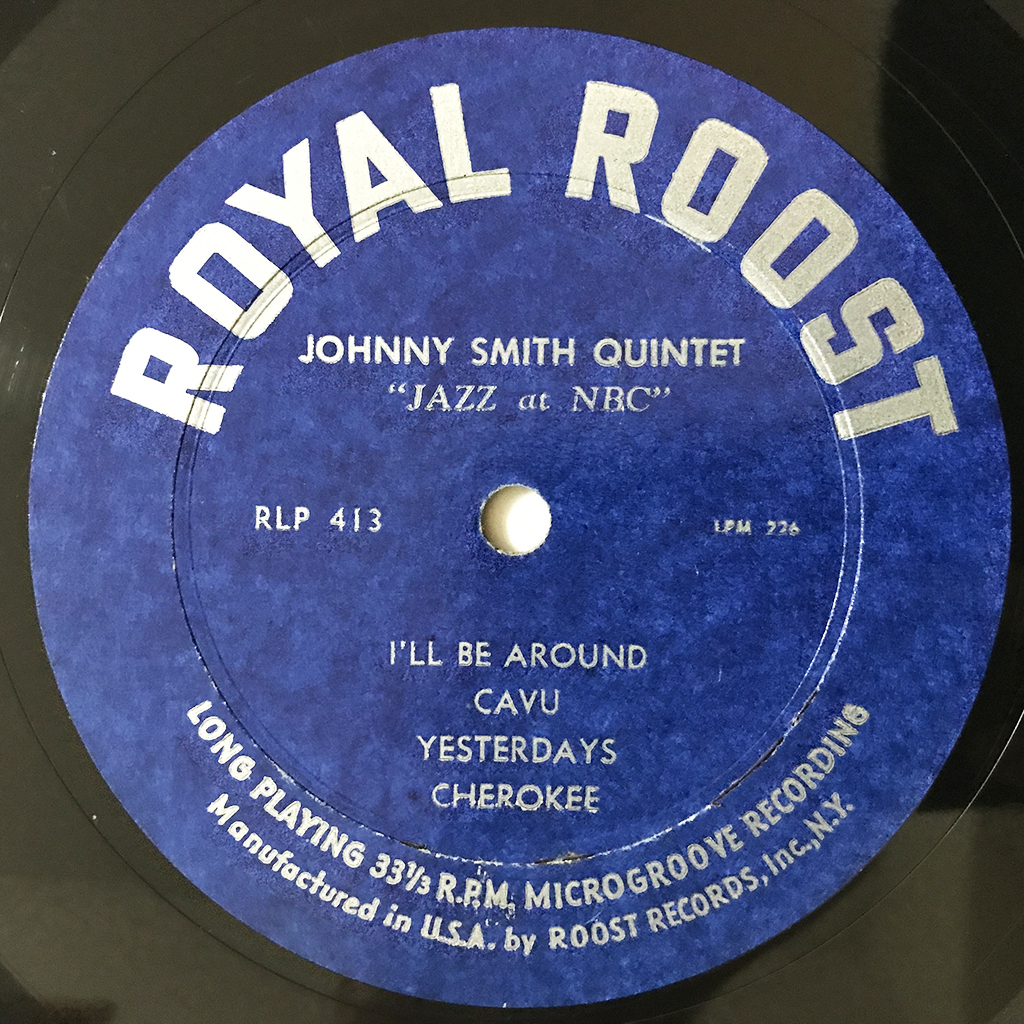 ROYAL ROOST
JOHNNY SMITH QUINTET
"JAZZ at NBC"
RLP 413
LPM 226
I'LL BE AROUND
CAVU
YESTERDAYS
CHEROKEE
LONG PLAYING 33⅓ R.P.M. MICROGROOVE RECORDING
Manufactured in U.S.A. by ROOST RECORDS, Inc., N.Y.